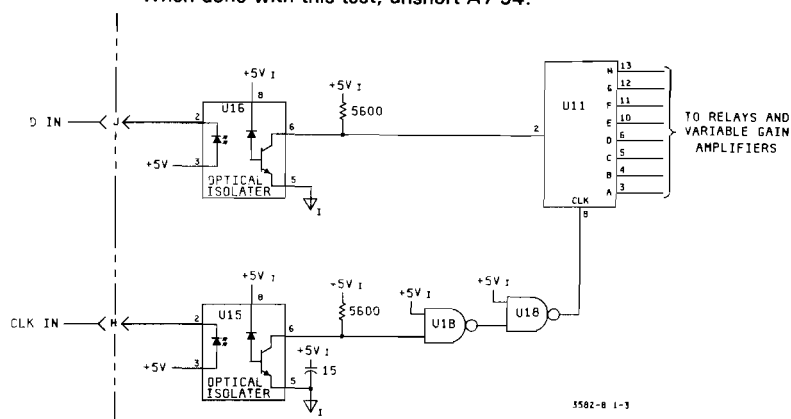 When done with this test, unshort A7 J4.
+5V I
8
U16
D IN
J
2
6
+5V
3
5
OPTICAL
ISOLATER
I
+5V I
5600
2
U11
H 13
G 12
F 11
E 10
D 6
C 5
B 4
A 3
CLK
8
TO RELAYS AND
VARIABLE GAIN
AMPLIFIERS
+5V I
8
U15
CLK IN
H
2
6
+5V
3
5
OPTICAL
ISOLATER
I
+5V I
5600
+5V I
15
+5V I
U18
+5V I
U18
3582-B 1-3